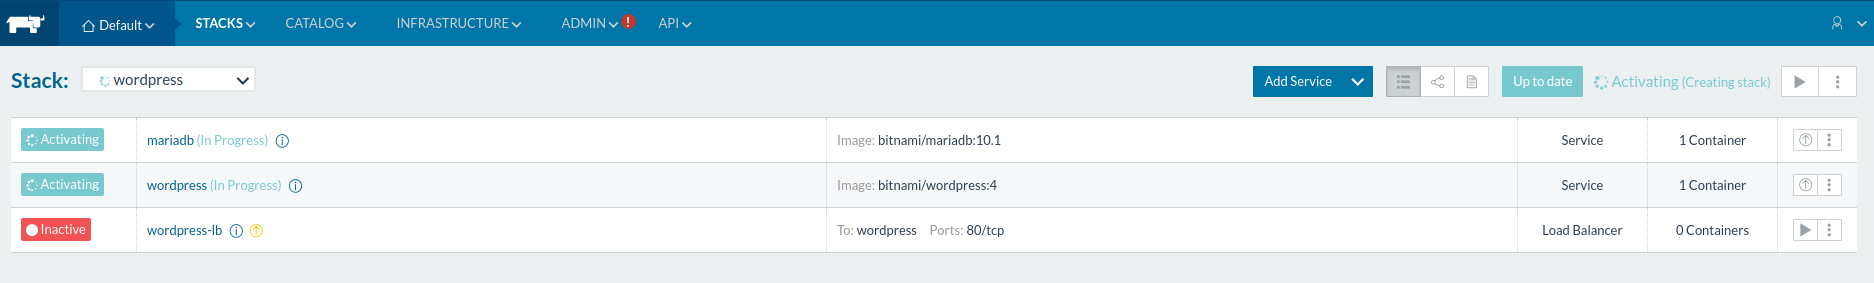 Default STACKS CATALOG INFRASTRUCTURE ADMIN ! API
Stack: wordpress Add Service Up to date Activating (Creating stack)
Activating mariadb (In Progress) Image: bitnami/mariadb:10.1 Service 1 Container
Activating wordpress (In Progress) Image: bitnami/wordpress:4 Service 1 Container
Inactive wordpress-lb To: wordpress Ports: 80/tcp Load Balancer 0 Containers